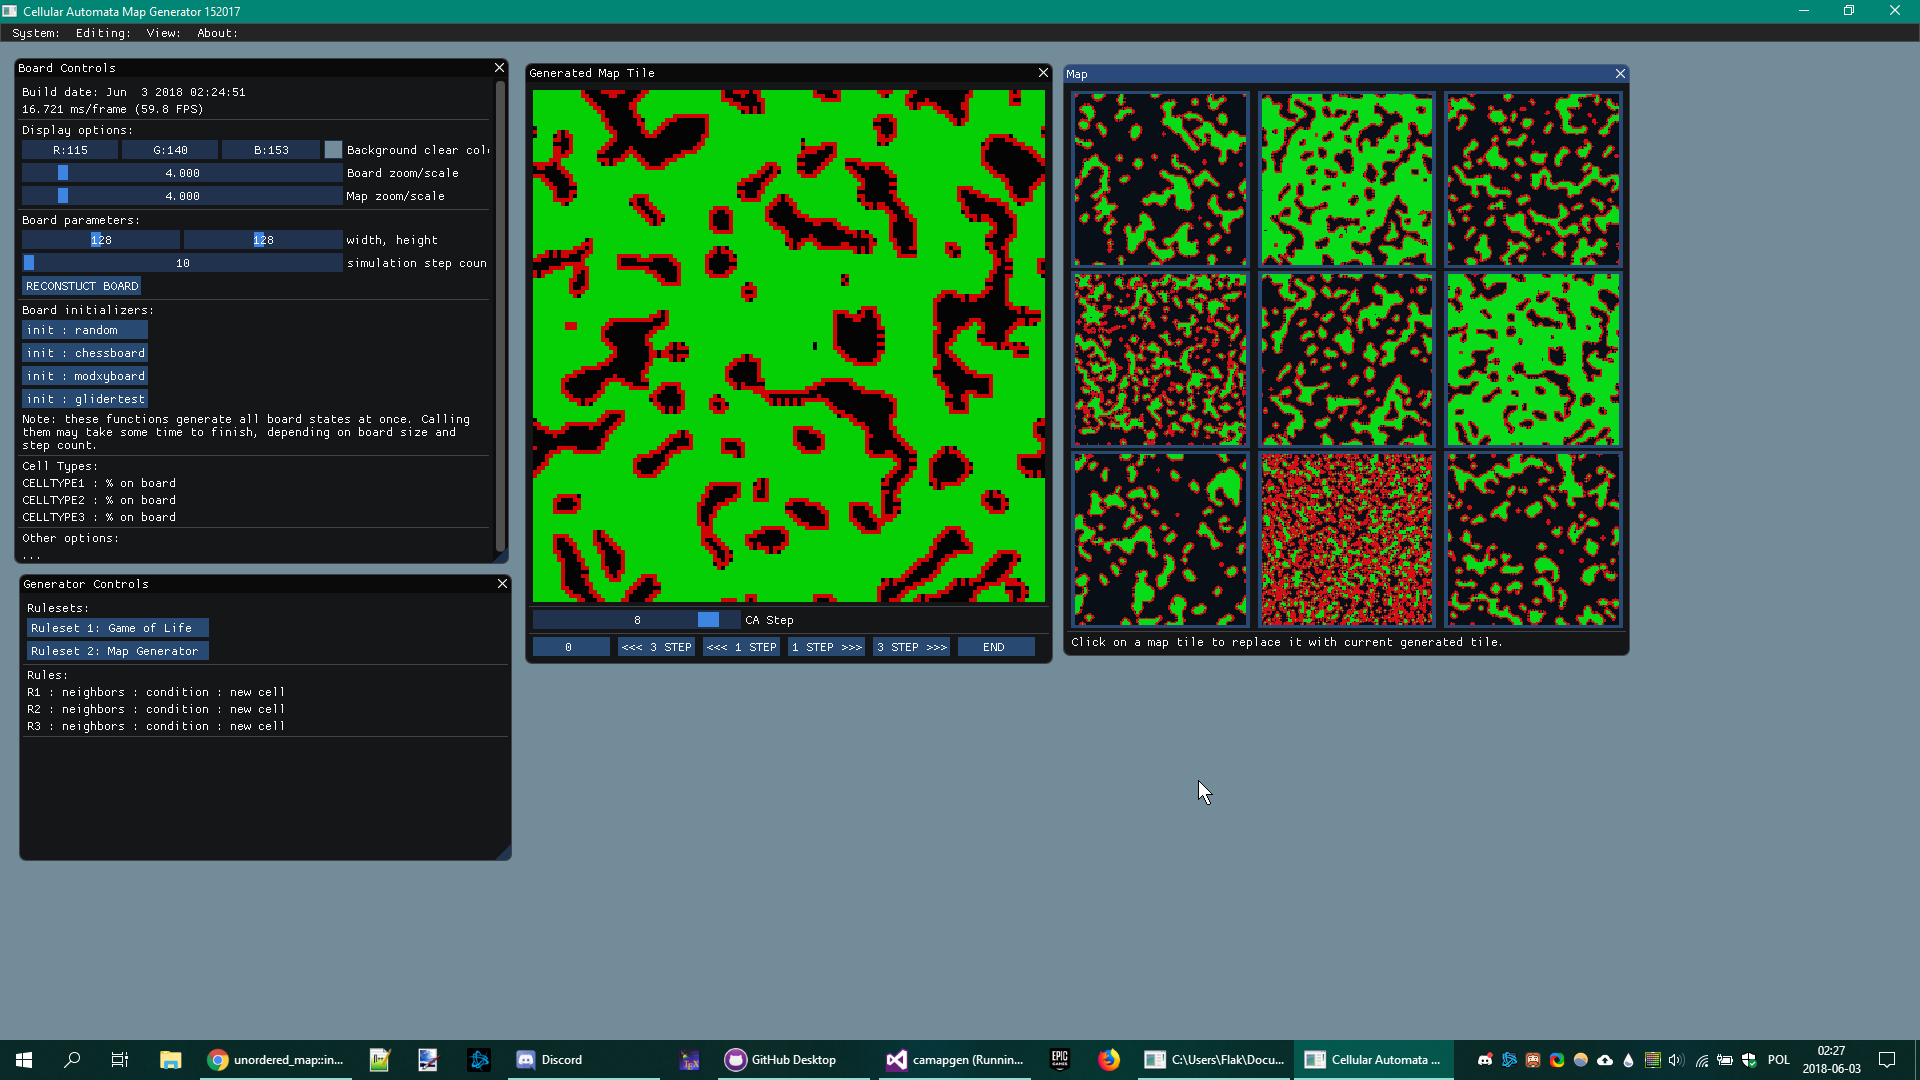 Cellular Automata Map Generator 152017
System: Editing: View: About:
Board Controls
Build date: Jun  3 2018 02:24:51
16.721 ms/frame (59.8 FPS)
Display options:
R:115 G:140 B:153 Background clear col
4.000 Board zoom/scale
4.000 Map zoom/scale
Board parameters:
128 128 width, height
10 simulation step coun
RECONSTUCT BOARD
Board initializers:
init : random
init : chessboard
init : modxyboard
init : glidertest
Note: these functions generate all board states at once. Calling
them may take some time to finish, depending on board size and
step count.
Cell Types:
CELLTYPE1 : % on board
CELLTYPE2 : % on board
CELLTYPE3 : % on board
Other options:
...
Generator Controls
Rulesets:
Ruleset 1: Game of Life
Ruleset 2: Map Generator
Rules:
R1 : neighbors : condition : new cell
R2 : neighbors : condition : new cell
R3 : neighbors : condition : new cell
Generated Map Tile
8 CA Step
0 <<< 3 STEP <<< 1 STEP 1 STEP >>> 3 STEP >>> END
Map
Click on a map tile to replace it with current generated tile.
unordered_map::in... Discord GitHub Desktop camapgen (Runnin... EPIC GAMES C:\Users\Flak\Docu... Cellular Automata ... POL 02:27
2018-06-03